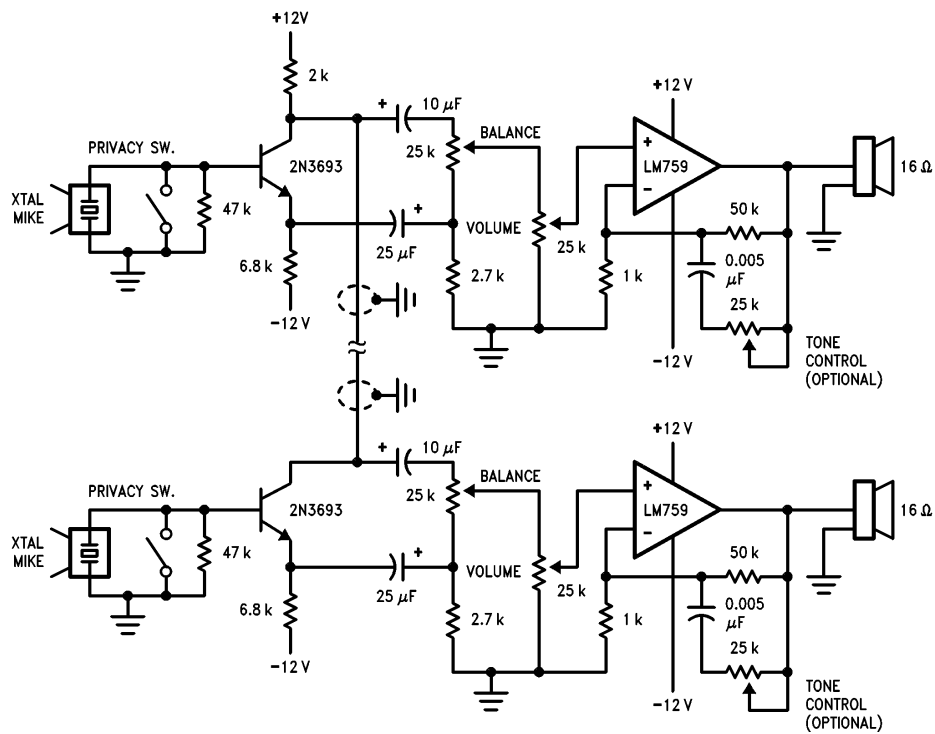 +12V
2 k
+
10 μF
+12 V
PRIVACY SW.
2N3693
25 k
BALANCE
+
LM759
−
16 Ω
XTAL
MIKE
47 k
+
25 μF
VOLUME
25 k
50 k
6.8 k
2.7 k
1 k
0.005
μF
25 k
−12 V
−12 V
TONE
CONTROL
(OPTIONAL)
+
10 μF
+12 V
PRIVACY SW.
2N3693
25 k
BALANCE
+
LM759
−
16 Ω
XTAL
MIKE
47 k
+
25 μF
VOLUME
25 k
50 k
6.8 k
2.7 k
1 k
0.005
μF
25 k
−12 V
−12 V
TONE
CONTROL
(OPTIONAL)